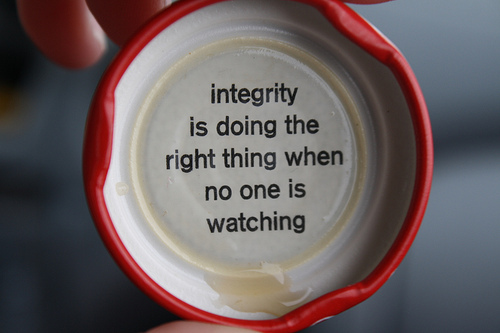 integrity
is doing the
right thing when
no one is
watching